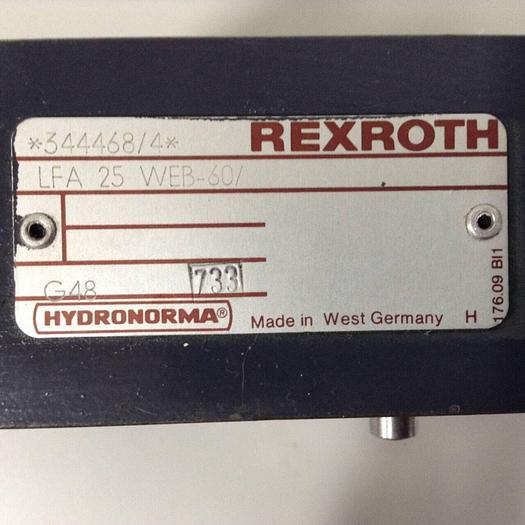 *344468/4* REXROTH
LFA 25 WEB-60/
G48 733
HYDRONORMA® Made in West Germany H
176.09 BI1